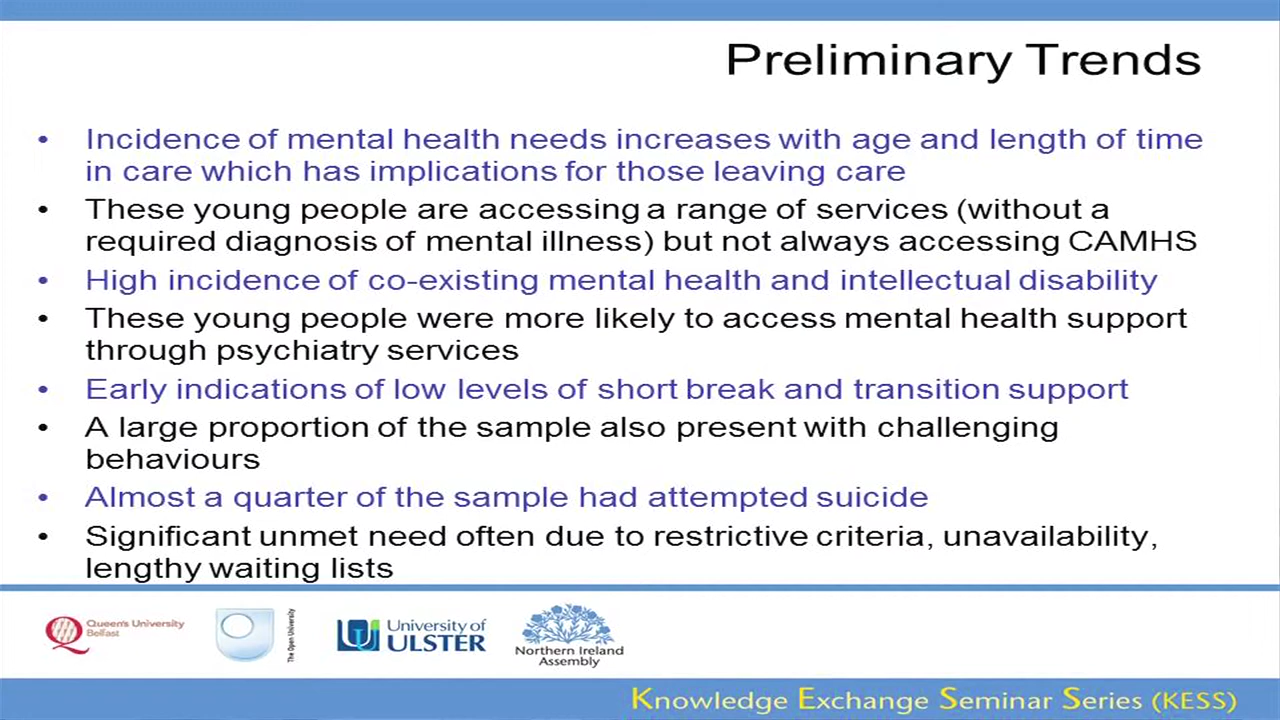 Preliminary Trends
• Incidence of mental health needs increases with age and length of time
in care which has implications for those leaving care
• These young people are accessing a range of services (without a
required diagnosis of mental illness) but not always accessing CAMHS
• High incidence of co-existing mental health and intellectual disability
• These young people were more likely to access mental health support
through psychiatry services
• Early indications of low levels of short break and transition support
• A large proportion of the sample also present with challenging
behaviours
• Almost a quarter of the sample had attempted suicide
• Significant unmet need often due to restrictive criteria, unavailability,
lengthy waiting lists
Queen's University
Belfast
The Open University
University of
ULSTER
Northern Ireland
Assembly
Knowledge Exchange Seminar Series (KESS)